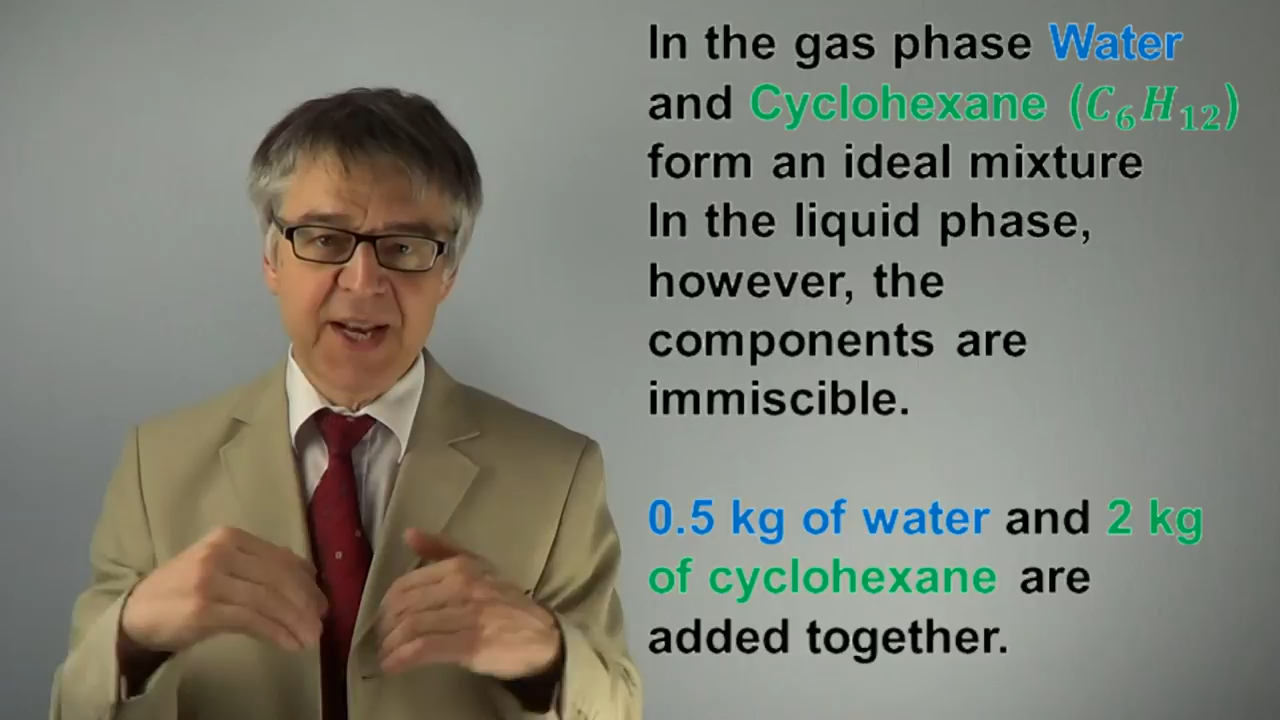 In the gas phase Water
and Cyclohexane (C₆H₁₂)
form an ideal mixture
In the liquid phase,
however, the
components are
immiscible.
0.5 kg of water and 2 kg
of cyclohexane are
added together.